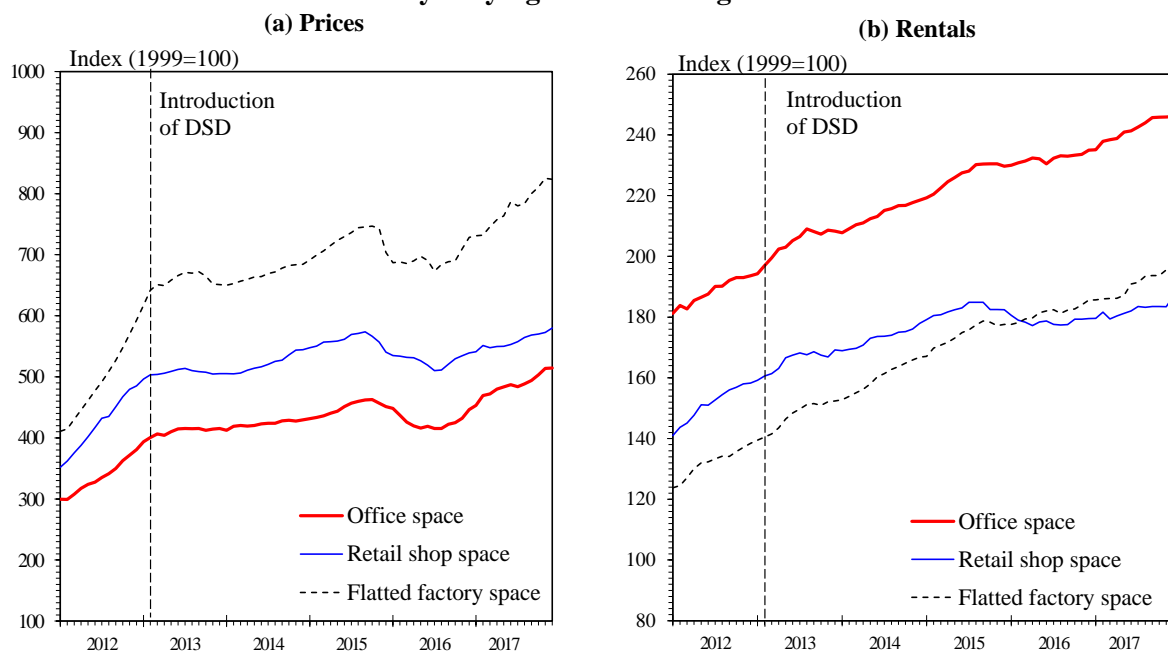 (a) Prices
Index (1999=100)
1000
900
800
700
600
500
400
300
200
100
Introduction
of DSD
Office space
Retail shop space
Flatted factory space
2012 2013 2014 2015 2016 2017
(b) Rentals
Index (1999=100)
260
240
220
200
180
160
140
120
100
80
60
Introduction
of DSD
Office space
Retail shop space
Flatted factory space
2012 2013 2014 2015 2016 2017